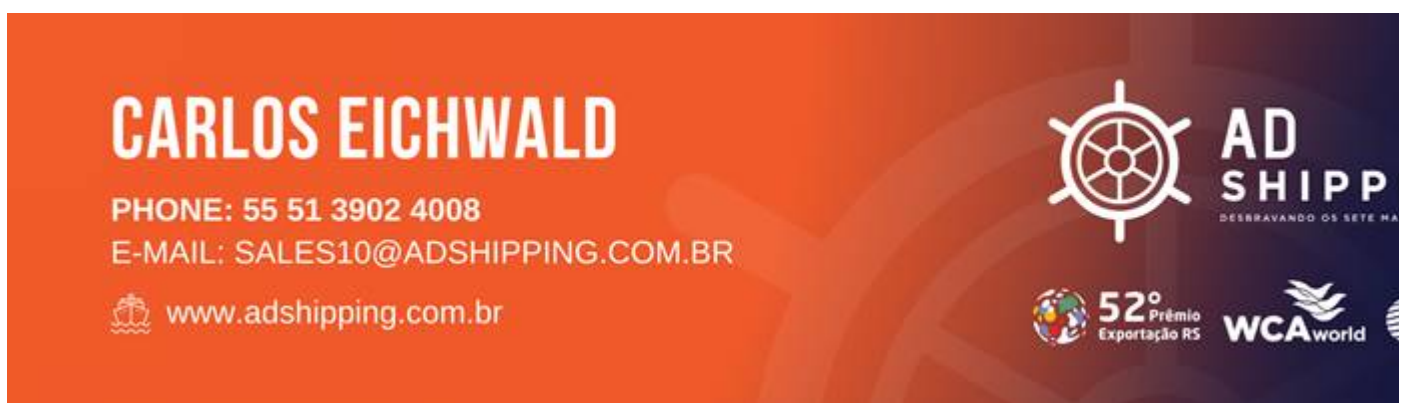 CARLOS EICHWALD
PHONE: 55 51 3902 4008
E-MAIL: SALES10@ADSHIPPING.COM.BR
www.adshipping.com.br
AD
SHIPP
DESBRAVANDO OS SETE MA
52º Prêmio
Exportação RS
WCAworld